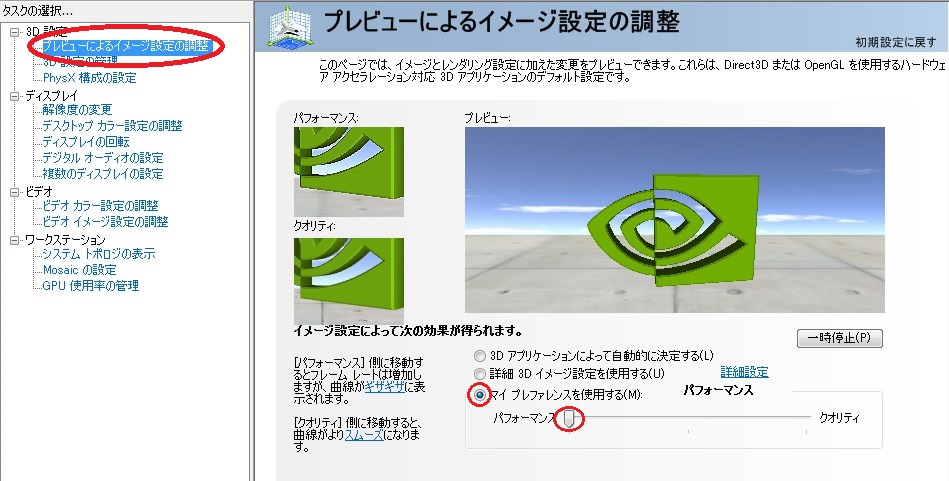 タスクの選択...
3D 設定
プレビューによるイメージ設定の調整
3D 設定の管理
PhysX 構成の設定
ディスプレイ
解像度の変更
デスクトップ カラー設定の調整
ディスプレイの回転
デジタル オーディオの設定
複数のディスプレイの設定
ビデオ
ビデオ カラー設定の調整
ビデオ イメージ設定の調整
ワークステーション
システム トポロジの表示
Mosaic の設定
GPU 使用率の管理
プレビューによるイメージ設定の調整
初期設定に戻す
このページでは、イメージとレンダリング設定に加えた変更をプレビューできます。これらは、Direct3D または OpenGL を使用するハードウェ
ア アクセラレーション対応 3D アプリケーションのデフォルト設定です。
パフォーマンス:
プレビュー:
クオリティ:
イメージ設定によって次の効果が得られます。
一時停止(P)
[パフォーマンス] 側に移動す
るとフレーム レートは増加し
ますが、曲線がギザギザに表
示されます。
[クオリティ] 側に移動すると、
曲線がよりスムーズになりま
す。
3D アプリケーションによって自動的に決定する(L)
詳細 3D イメージ設定を使用する(U)
詳細設定
マイ プレファレンスを使用する(M):
パフォーマンス
パフォーマンス
クオリティ